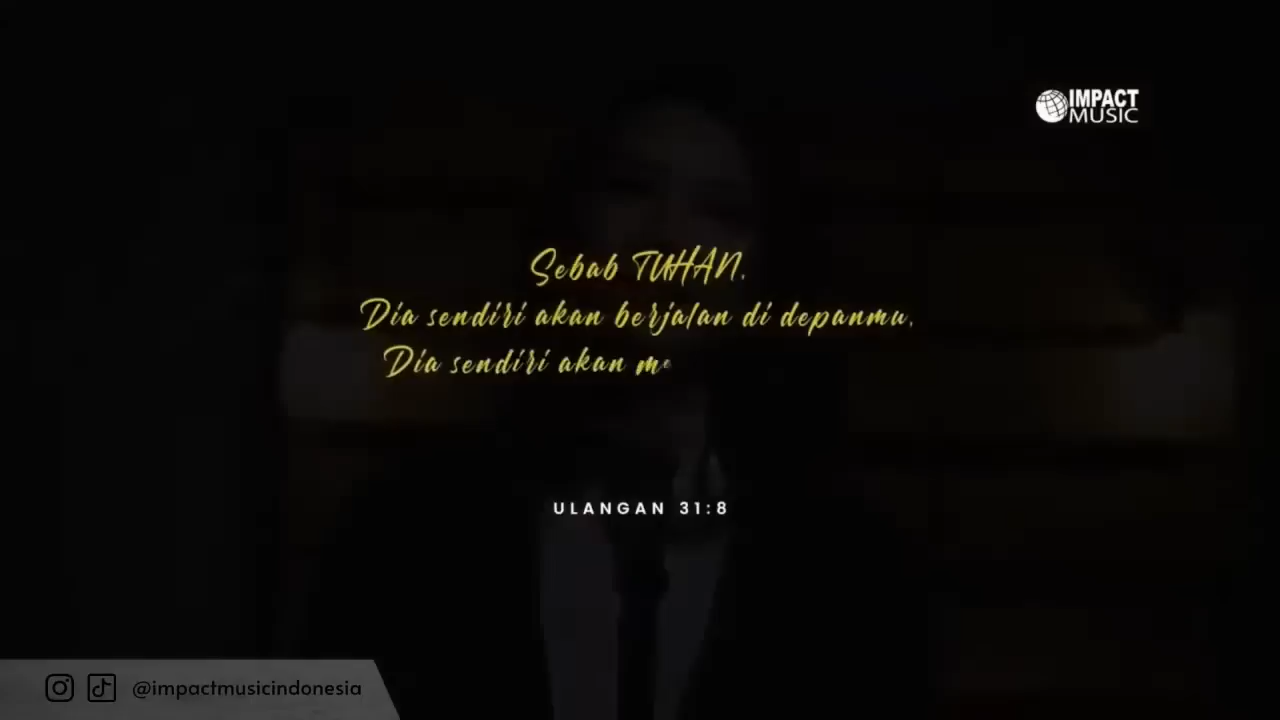 IMPACT
MUSIC
Sebab TUHAN,
Dia sendiri akan berjalan di depanmu,
Dia sendiri akan
ULANGAN 31:8
@impactmusicindonesia